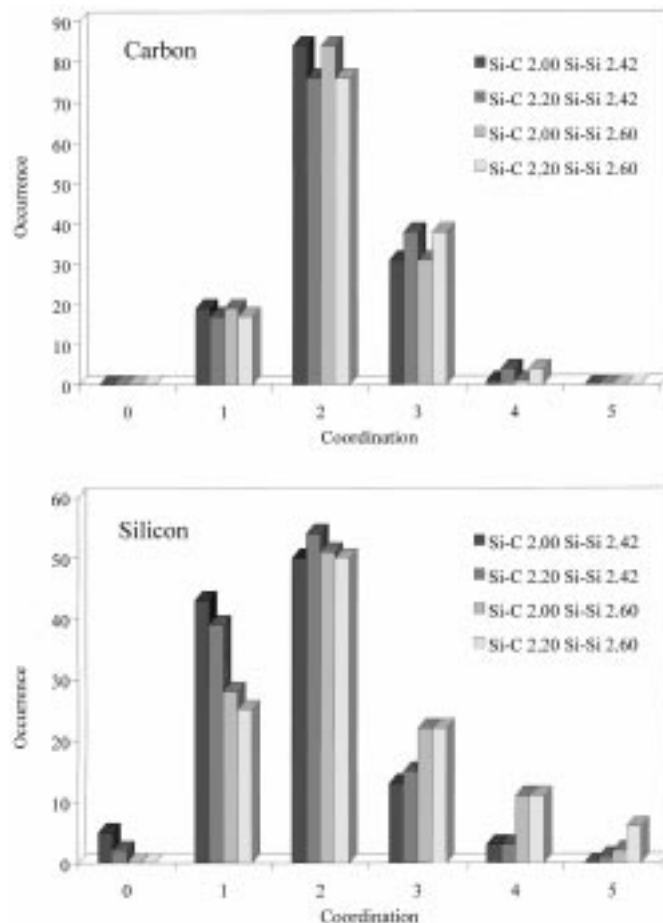 Carbon
90
80
70
60
50
40
30
20
10
0
Occurrence
Si-C 2.00 Si-Si 2.42
Si-C 2.20 Si-Si 2.42
Si-C 2.00 Si-Si 2.60
Si-C 2.20 Si-Si 2.60
0 1 2 3 4 5
Coordination
Silicon
60
50
40
30
20
10
0
Occurrence
Si-C 2.00 Si-Si 2.42
Si-C 2.20 Si-Si 2.42
Si-C 2.00 Si-Si 2.60
Si-C 2.20 Si-Si 2.60
0 1 2 3 4 5
Coordination